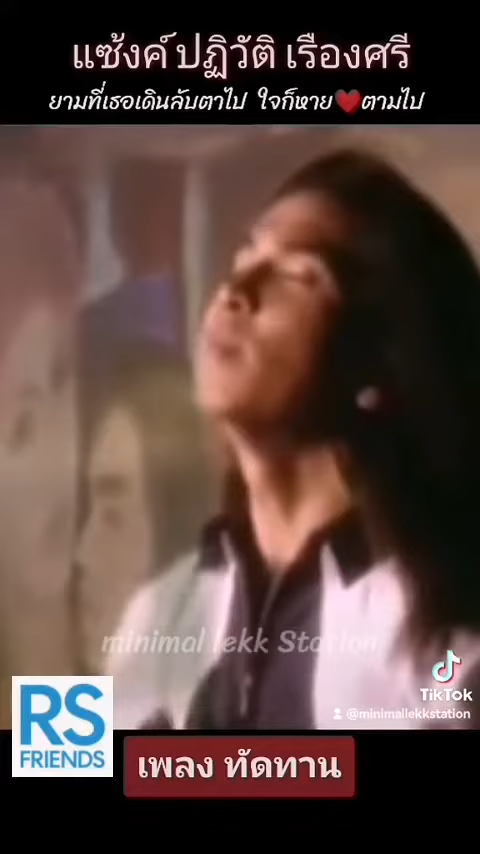 แซ้งค์ ปฏิวัติ เรืองศรี
ยามที่เธอเดินลับตาไป ใจก็หาย❤ตามไป
minimal lekk Station
TikTok
@minimallekkstation
RS
FRIENDS
เพลง ทัดทาน